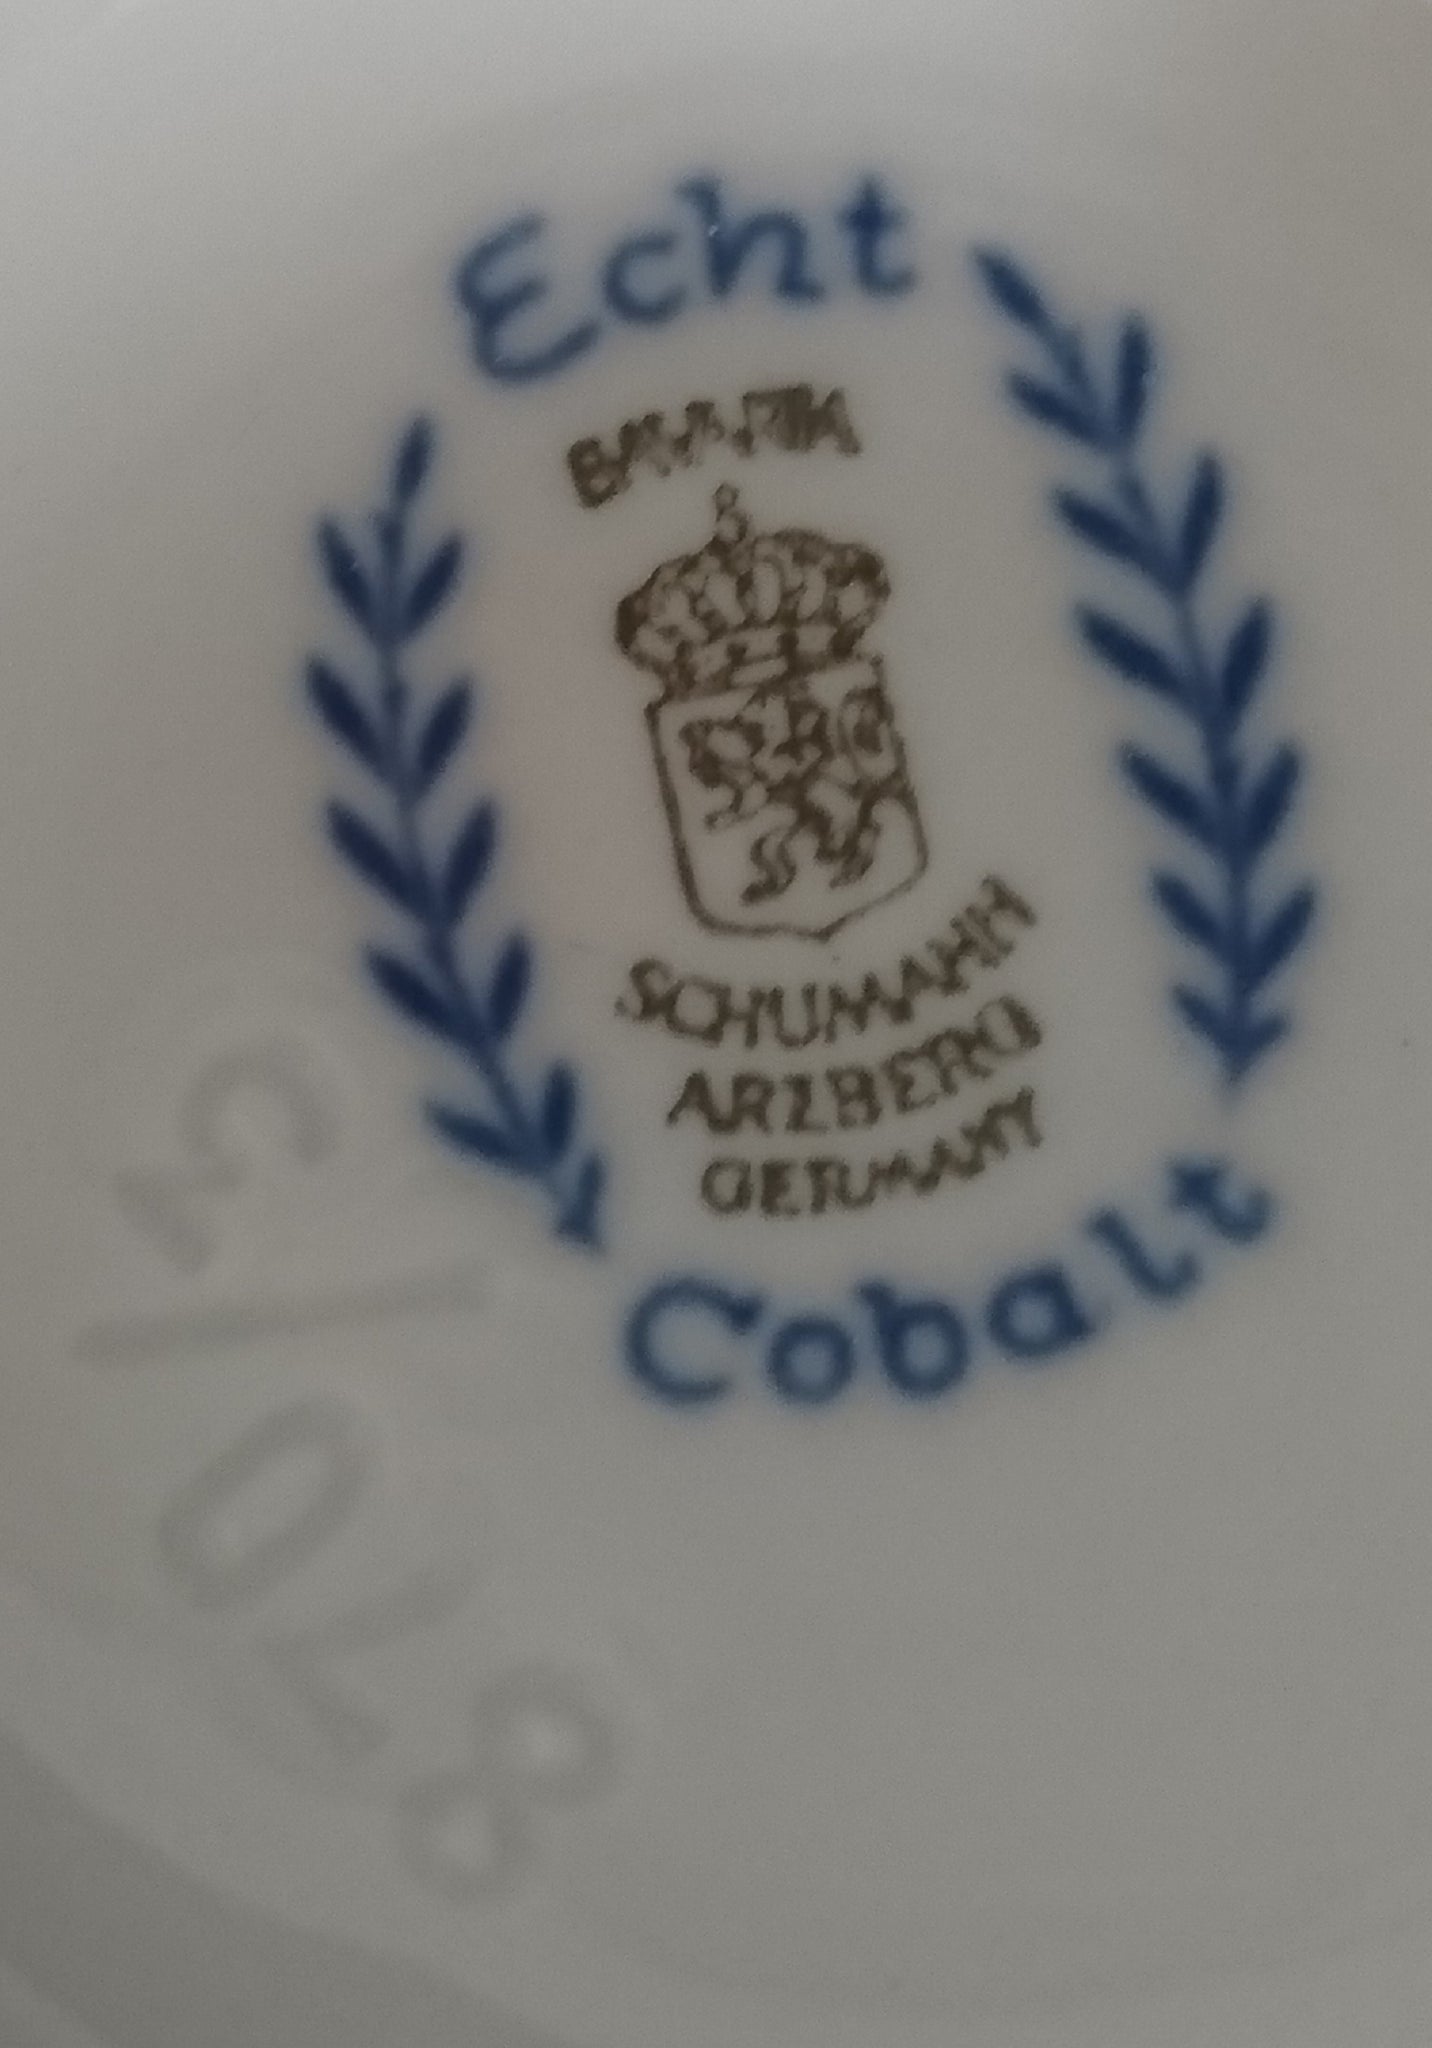 Echt
BAVARIA
SCHUMANN
ARZBERG
GERMANY
Cobalt